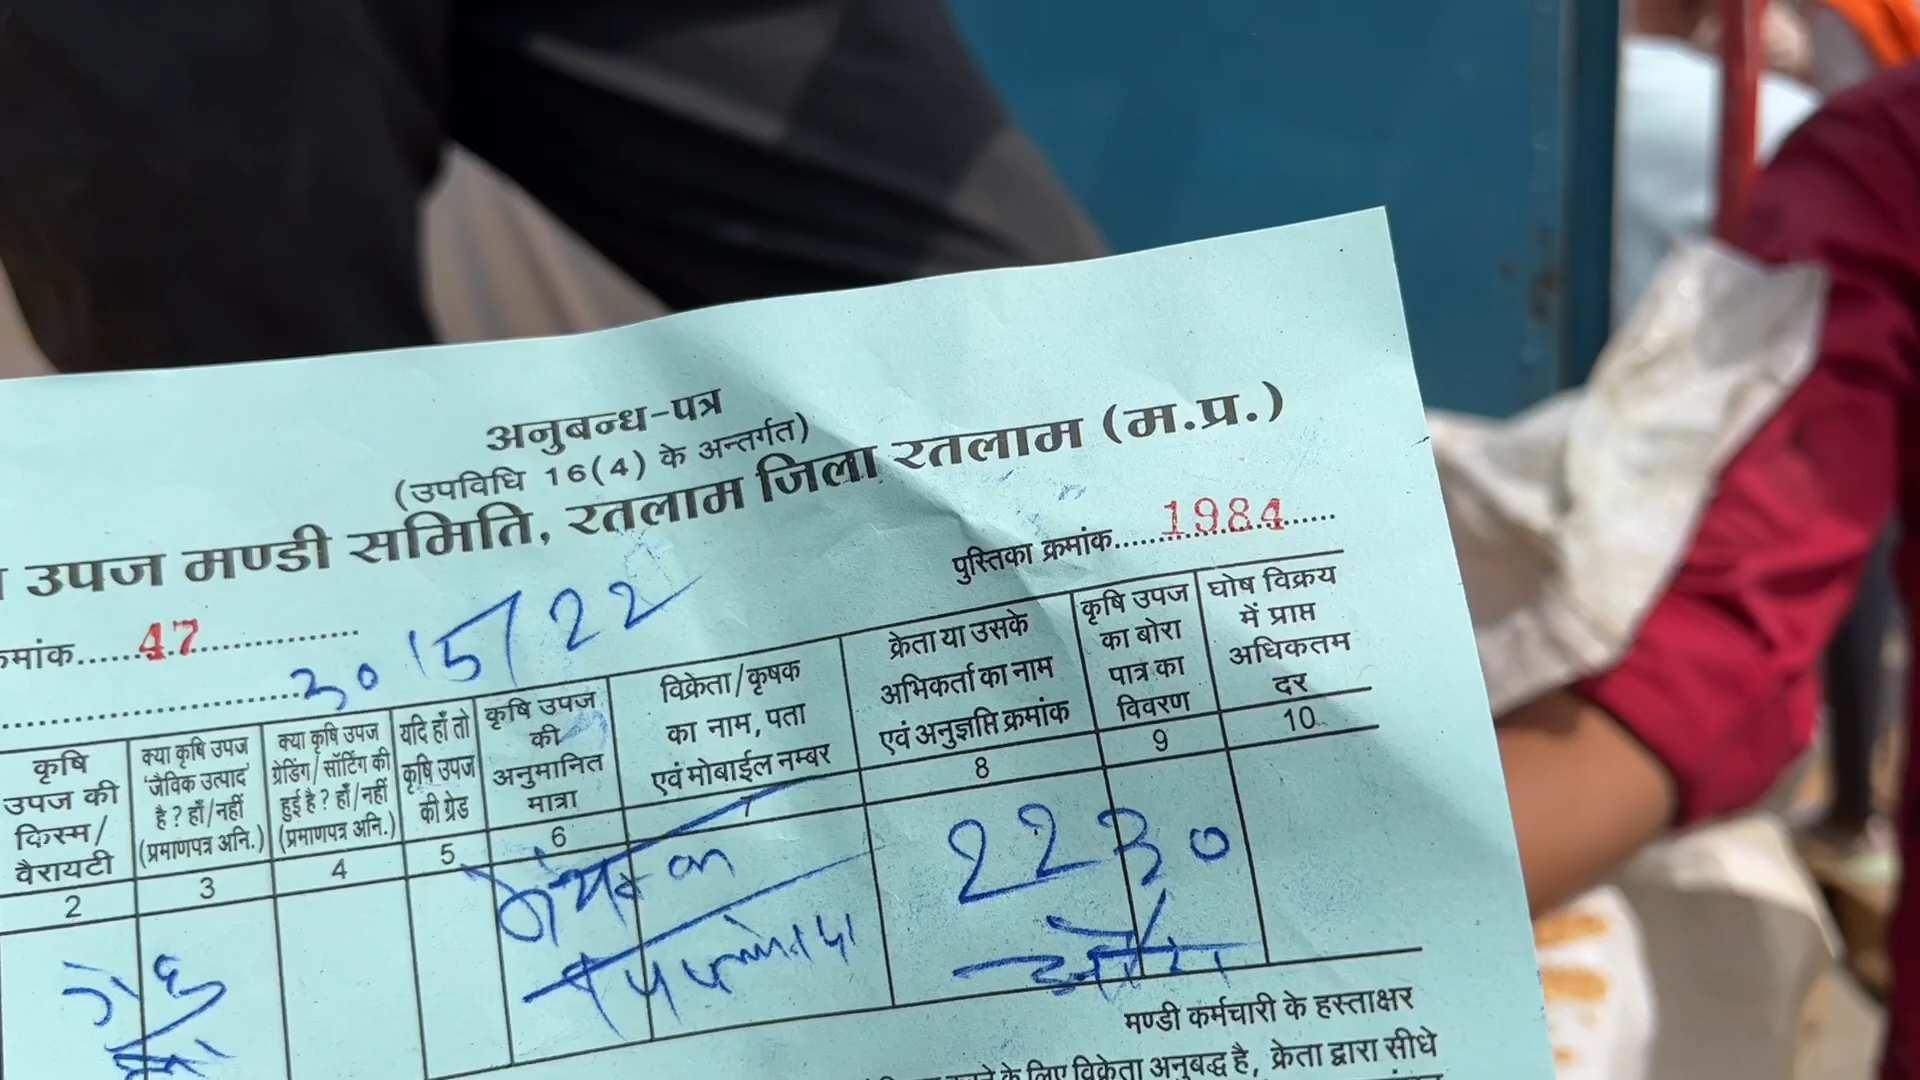 अनुबन्ध-पत्र
(उपविधि 16(4) के अन्तर्गत)
उपज मण्डी समिति, रतलाम जिला रतलाम (म.प्र.)
पुस्तिका क्रमांक..........1984......
क्रमांक......47............
30/5/22
कृषि उपज की किस्म/ वैरायटी
क्या कृषि उपज 'जैविक उत्पाद' है ? हाँ/नहीं (प्रमाणपत्र अनि.)
क्या कृषि उपज ग्रेडिंग/सॉर्टिंग की हुई है ? हाँ/नहीं (प्रमाणपत्र अनि.)
यदि हाँ तो कृषि उपज की ग्रेड
कृषि उपज की अनुमानित मात्रा
विक्रेता/कृषक का नाम, पता एवं मोबाईल नम्बर
क्रेता या उसके अभिकर्ता का नाम एवं अनुज्ञप्ति क्रमांक
कृषि उपज का बोरा पात्र का विवरण
घोष विक्रय में प्राप्त अधिकतम दर
2 3 4 5 6 7 8 9 10
गेहु
2230
मण्डी कर्मचारी के हस्ताक्षर
के लिए विक्रेता अनुबद्ध है, क्रेता द्वारा सीधे